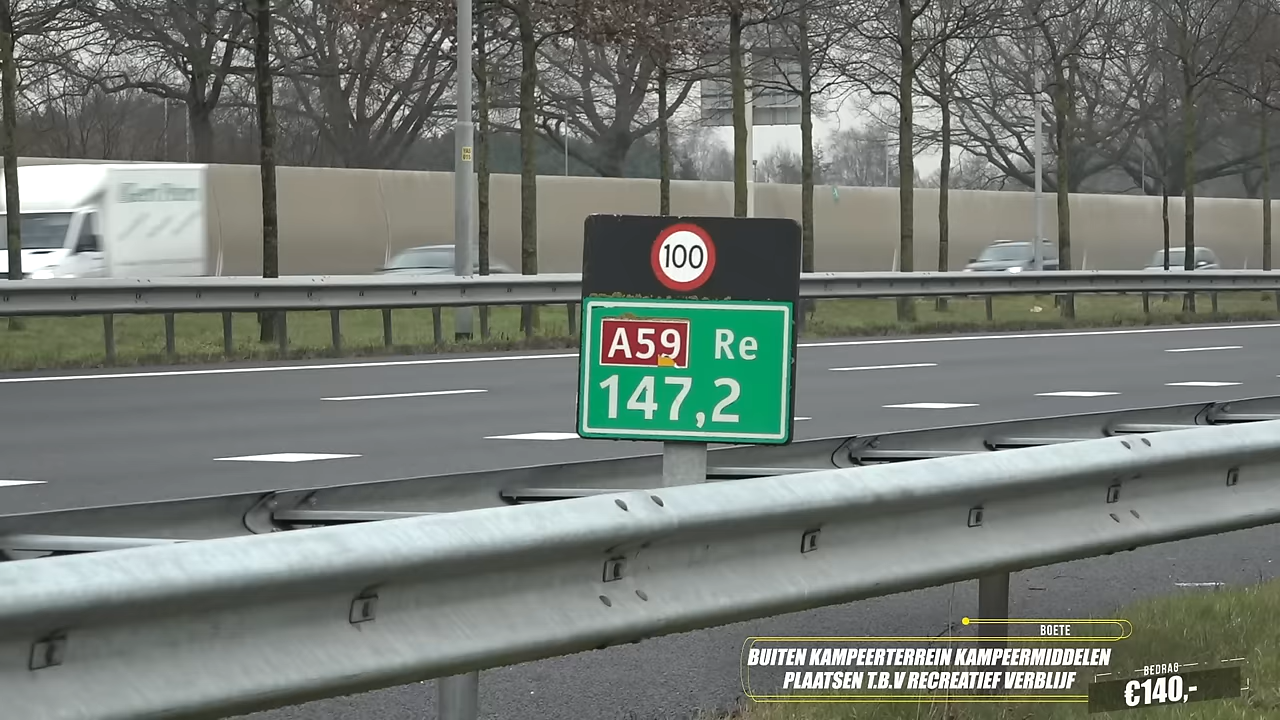 100
A59 Re
147,2
BOETE
BUITEN KAMPEERTERREIN KAMPEERMIDDELEN
PLAATSEN T.B.V RECREATIEF VERBLIJF
BEDRAG
€140,-